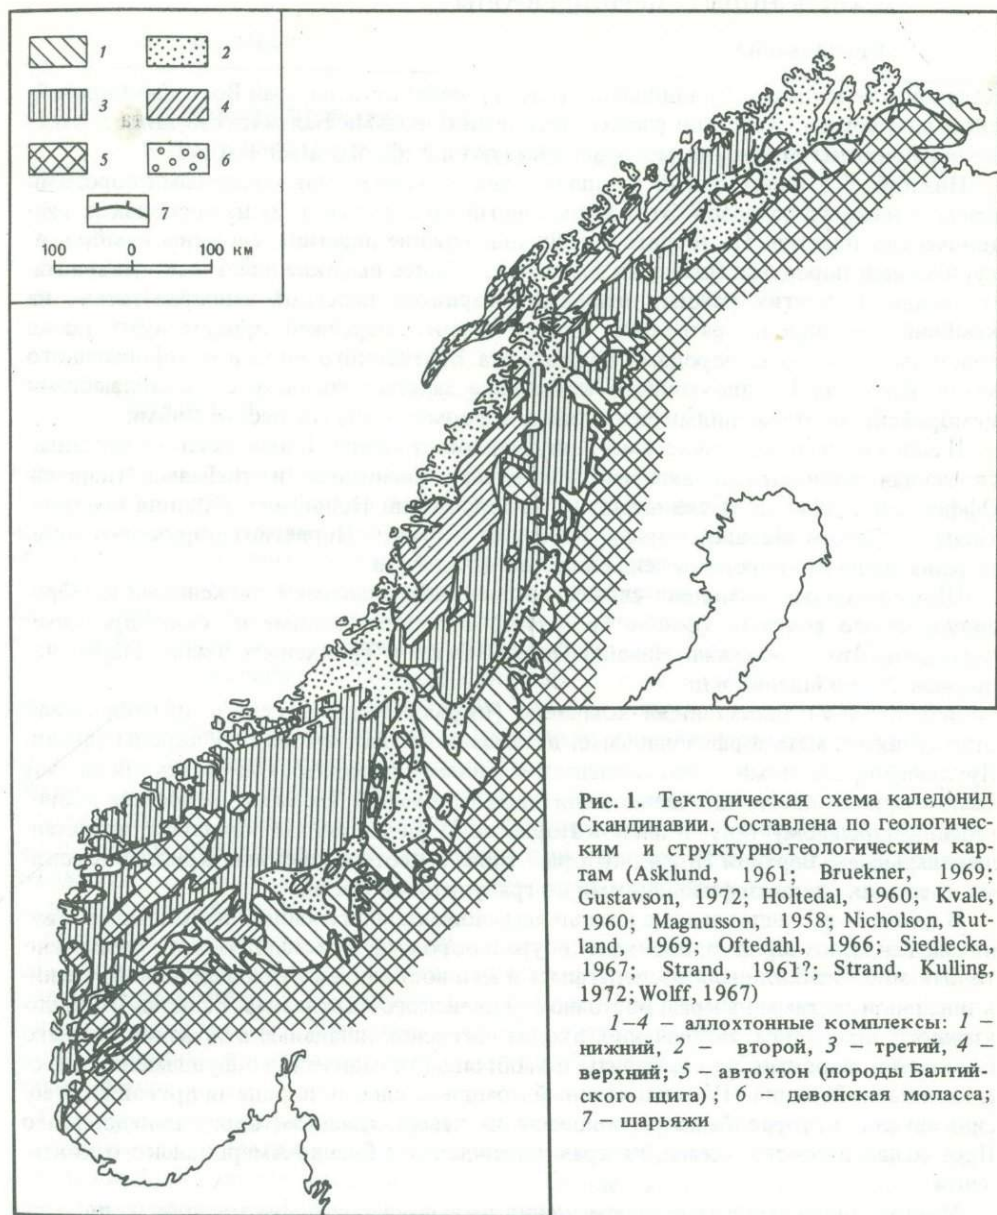 1 2
3 4
5 6
7
100 0 100 км
Рис. 1. Тектоническая схема каледонид
Скандинавии. Составлена по геологичес-
ким и структурно-геологическим кар-
там (Asklund, 1961; Bruekner, 1969;
Gustavson, 1972; Holtedal, 1960; Kvale,
1960; Magnusson, 1958; Nicholson, Rut-
land, 1969; Oftedahl, 1966; Siedlecka,
1967; Strand, 1961?; Strand, Kulling,
1972; Wolff, 1967)
1–4 – аллохтонные комплексы: 1 –
нижний, 2 – второй, 3 – третий, 4 –
верхний; 5 – автохтон (породы Балтий-
ского щита); 6 – девонская моласса;
7 – шарьяжи